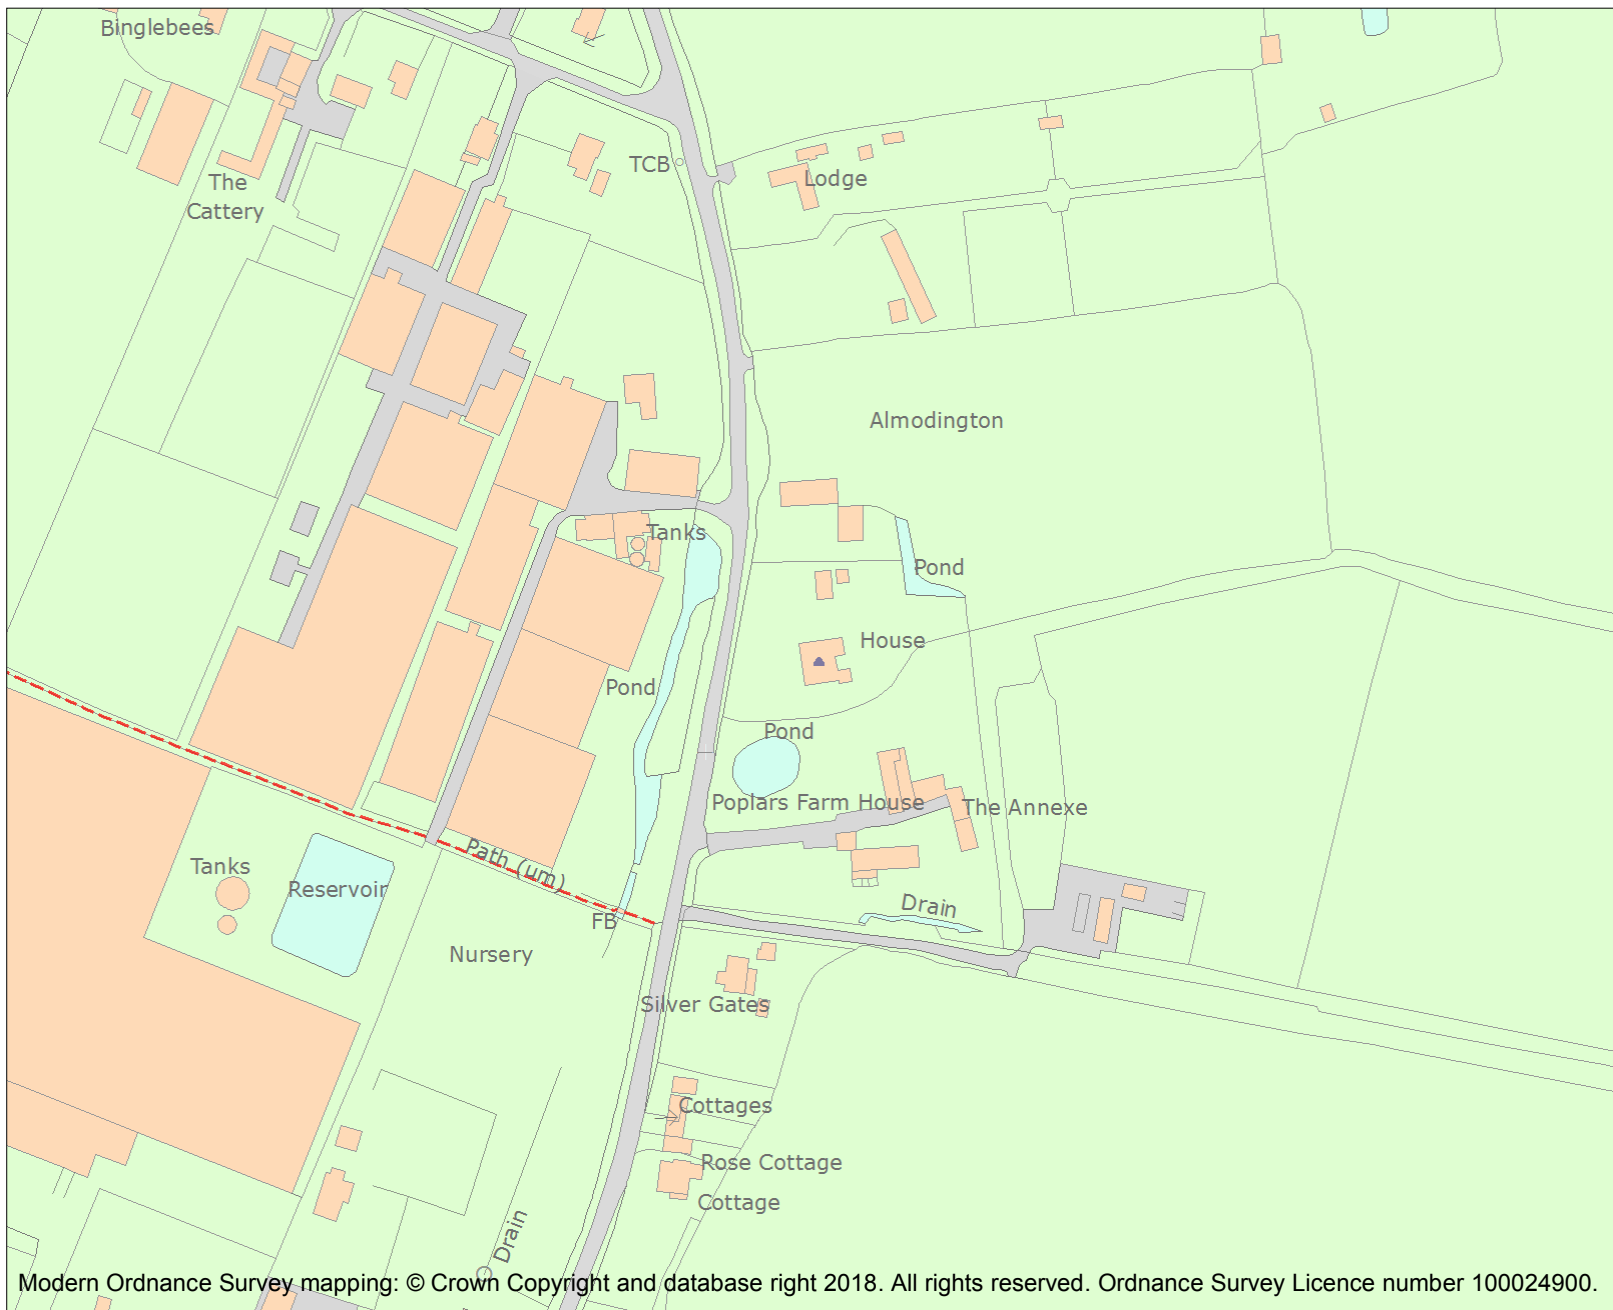 Binglebees
TCB
Lodge
The
Cattery
Almodington
Tanks
Pond
House
Pond
Pond
Poplars Farm House
The Annexe
Path (um)
Tanks
Reservoir
Drain
FB
Nursery
Silver Gates
Cottages
Rose Cottage
Cottage
Drain
Modern Ordnance Survey mapping: © Crown Copyright and database right 2018. All rights reserved. Ordnance Survey Licence number 100024900.